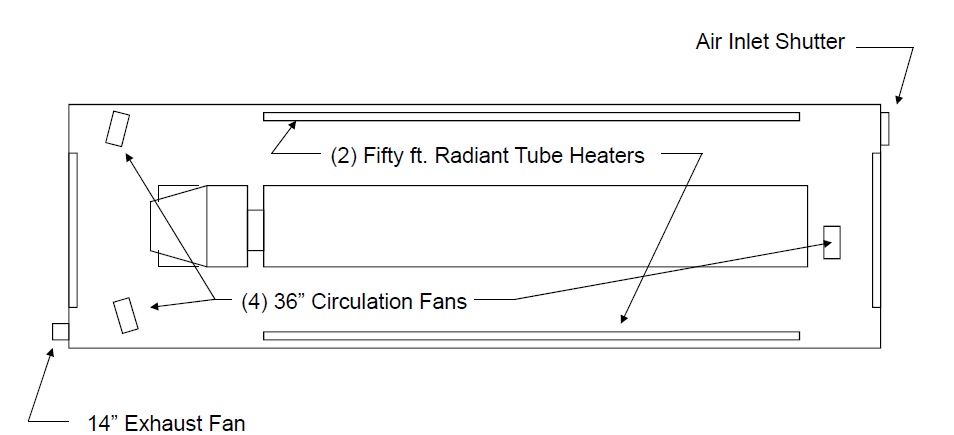 Air Inlet Shutter
(2) Fifty ft. Radiant Tube Heaters
(4) 36” Circulation Fans
14” Exhaust Fan